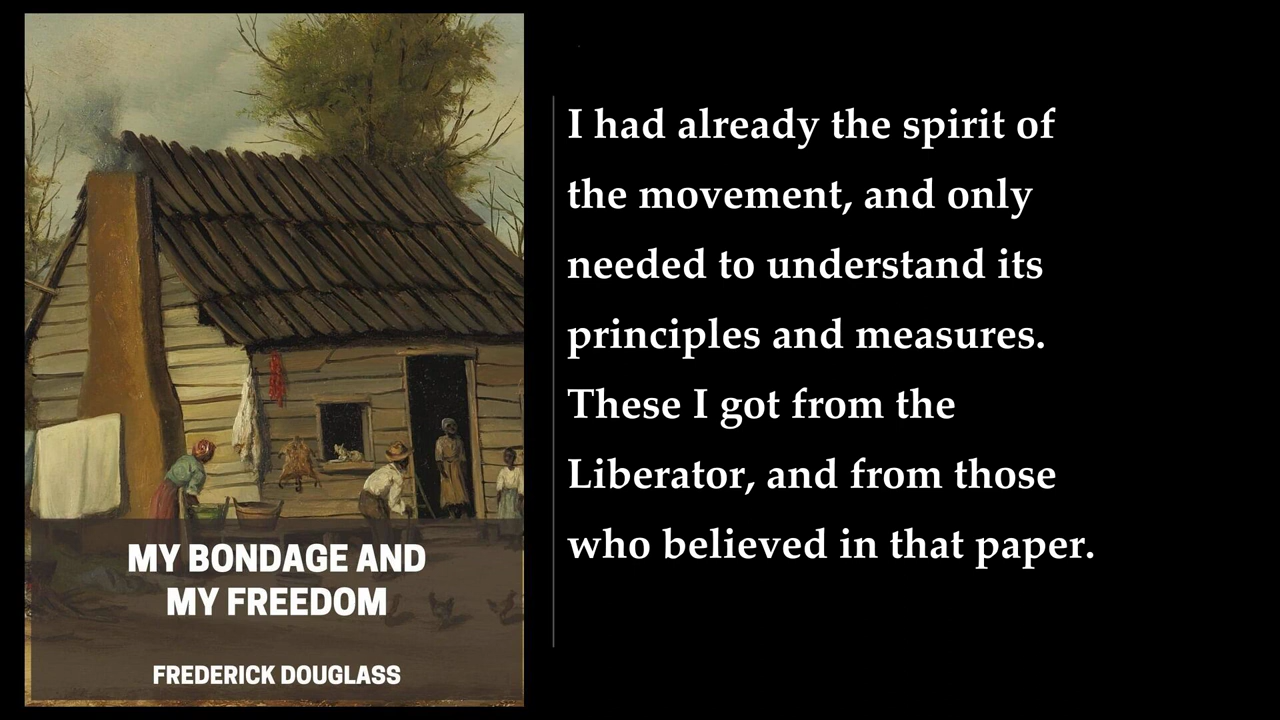 MY BONDAGE AND
MY FREEDOM
FREDERICK DOUGLASS
I had already the spirit of
the movement, and only
needed to understand its
principles and measures.
These I got from the
Liberator, and from those
who believed in that paper.